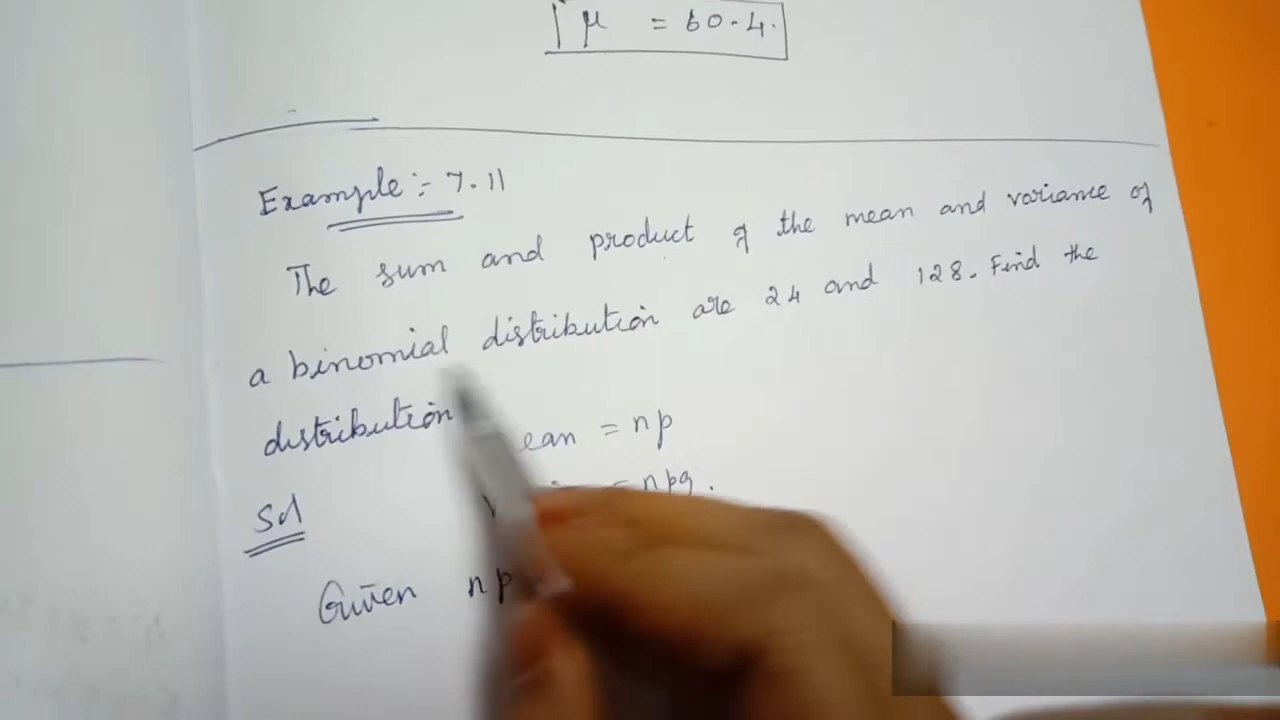 μ = 60.4.
Example:- 7.11
The sum and product of the mean and variance of
a binomial distribution are 24 and 128. Find the
distribution
ean = np
= npq.
Sol
Given np